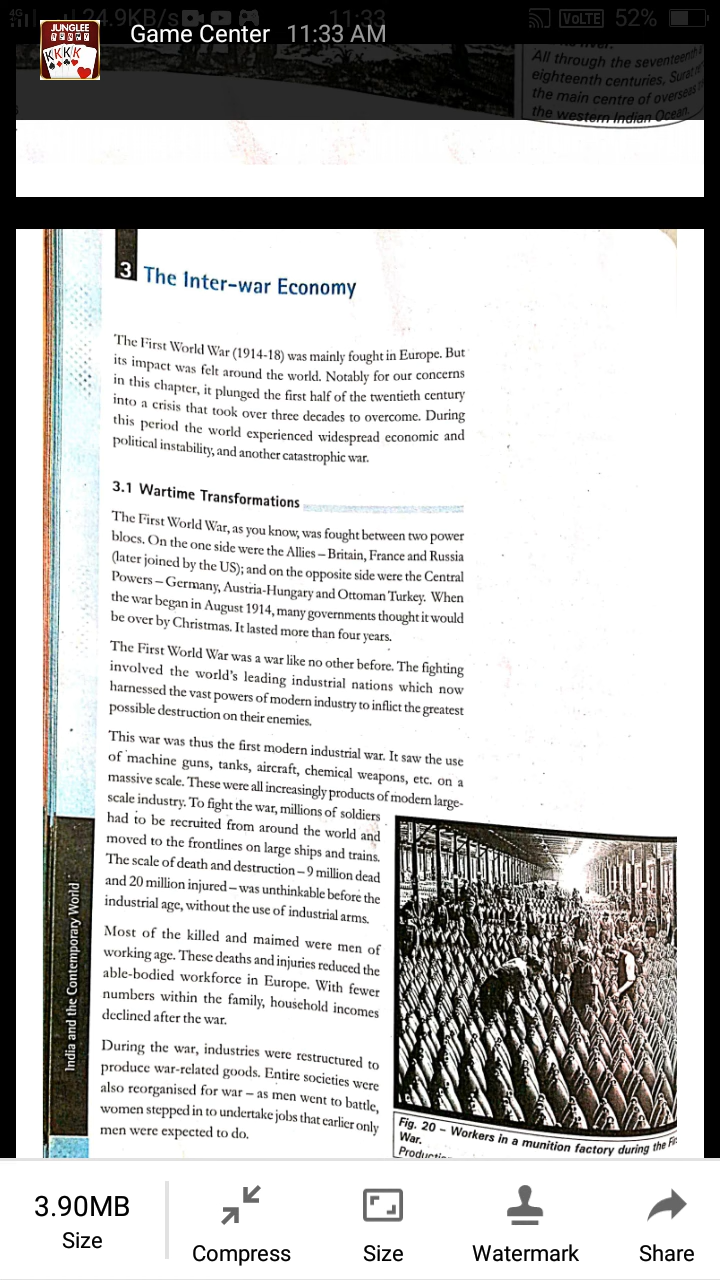 4G 24.9KB/s 11:33 VoLTE 52%
JUNGLEE
KKKK
Game Center 11:33 AM
All through the seventeenth
eighteenth centuries, Surat
the main centre of overseas
the western Indian Ocean.
3 The Inter-war Economy
The First World War (1914-18) was mainly fought in Europe. But
its impact was felt around the world. Notably for our concerns
in this chapter, it plunged the first half of the twentieth century
into a crisis that took over three decades to overcome. During
this period the world experienced widespread economic and
political instability, and another catastrophic war.
3.1 Wartime Transformations
The First World War, as you know, was fought between two power
blocs. On the one side were the Allies – Britain, France and Russia
(later joined by the US); and on the opposite side were the Central
Powers – Germany, Austria-Hungary and Ottoman Turkey. When
the war began in August 1914, many governments thought it would
be over by Christmas. It lasted more than four years.
The First World War was a war like no other before. The fighting
involved the world's leading industrial nations which now
harnessed the vast powers of modern industry to inflict the greatest
possible destruction on their enemies.
This war was thus the first modern industrial war. It saw the use
of machine guns, tanks, aircraft, chemical weapons, etc. on a
massive scale. These were all increasingly products of modern large-
scale industry. To fight the war, millions of soldiers
had to be recruited from around the world and
moved to the frontlines on large ships and trains.
The scale of death and destruction – 9 million dead
and 20 million injured – was unthinkable before the
industrial age, without the use of industrial arms.
Most of the killed and maimed were men of
working age. These deaths and injuries reduced the
able-bodied workforce in Europe. With fewer
numbers within the family, household incomes
declined after the war.
During the war, industries were restructured to
produce war-related goods. Entire societies were
also reorganised for war – as men went to battle,
women stepped in to undertake jobs that earlier only
men were expected to do.
India and the Contemporary World
Fig. 20 – Workers in a munition factory during the
War.
3.90MB
Size
Compress
Size
Watermark
Share